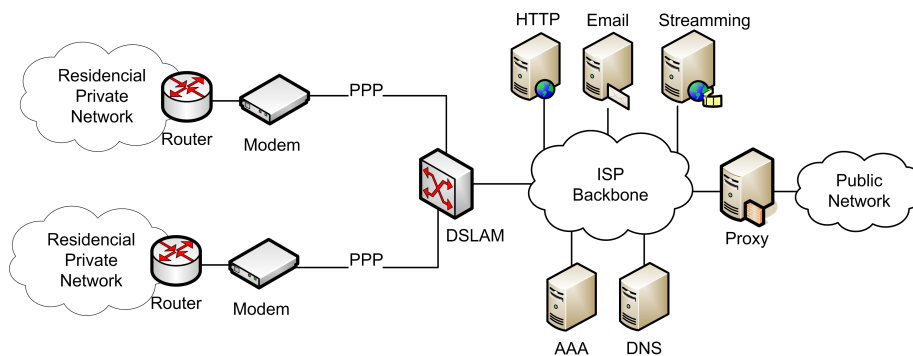 HTTP
Email
Streamming
Residencial
Private
Network
Router
Modem
PPP
DSLAM
ISP
Backbone
Proxy
Public
Network
Residencial
Private
Network
Router
Modem
PPP
AAA
DNS